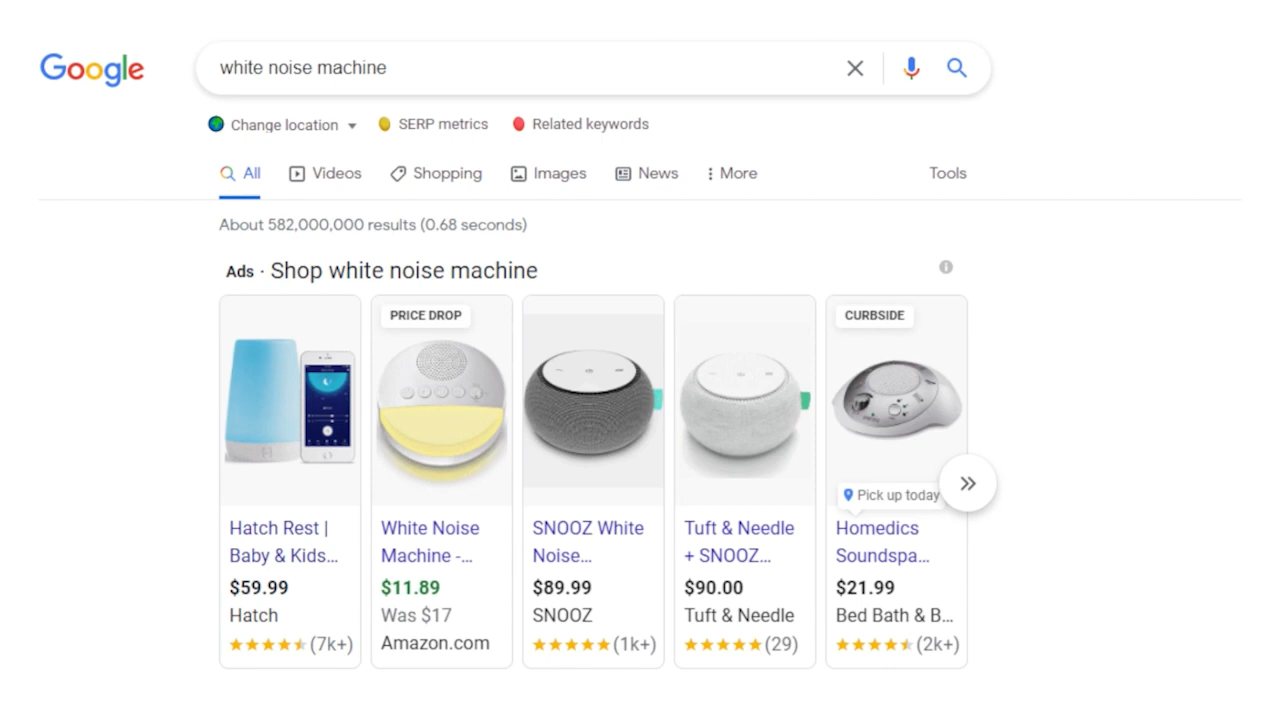 Google
white noise machine
Change location
SERP metrics
Related keywords
All
Videos
Shopping
Images
News
More
Tools
About 582,000,000 results (0.68 seconds)
Ads · Shop white noise machine
Hatch Rest |
Baby & Kids...
$59.99
Hatch
(7k+)
PRICE DROP
White Noise
Machine -...
$11.89
Was $17
Amazon.com
SNOOZ White
Noise...
$89.99
SNOOZ
(1k+)
Tuft & Needle
+ SNOOZ...
$90.00
Tuft & Needle
(29)
CURBSIDE
Pick up today
Homedics
Soundspa...
$21.99
Bed Bath & B...
(2k+)